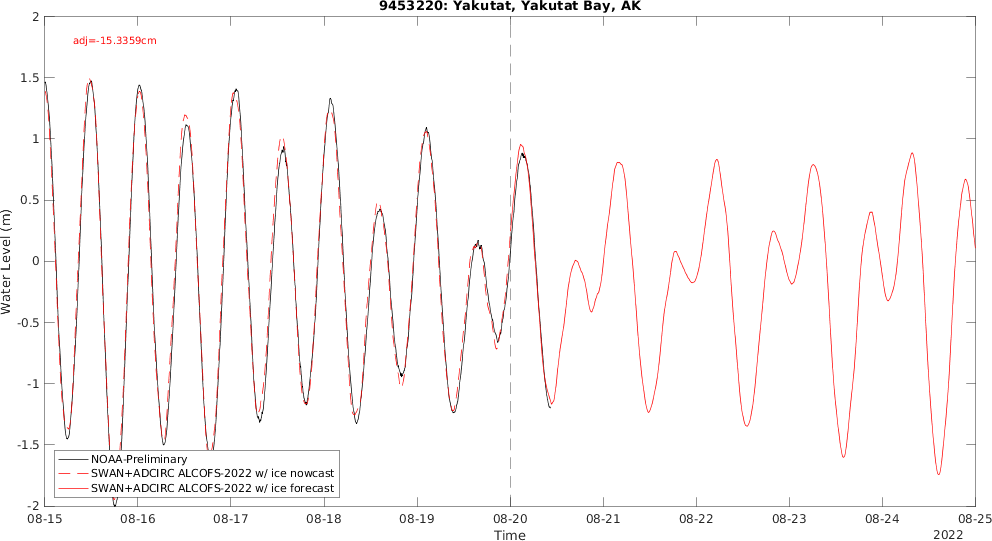 9453220: Yakutat, Yakutat Bay, AK
adj=-15.3359cm
2
1.5
1
0.5
0
-0.5
-1
-1.5
-2
Water Level (m)
NOAA-Preliminary
SWAN+ADCIRC ALCOFS-2022 w/ ice nowcast
SWAN+ADCIRC ALCOFS-2022 w/ ice forecast
08-15 08-16 08-17 08-18 08-19 08-20 08-21 08-22 08-23 08-24 08-25
Time
2022